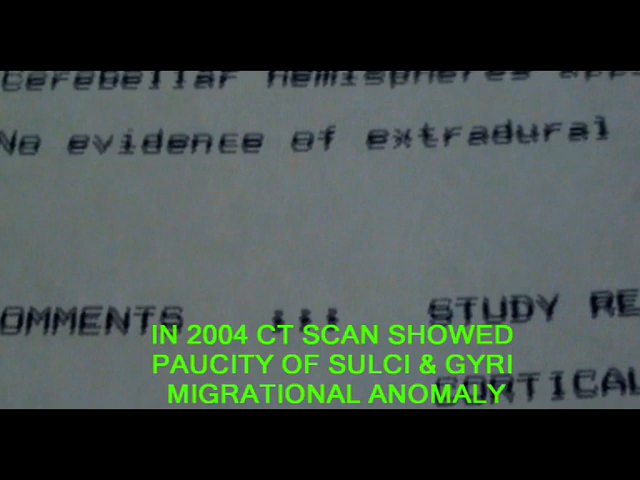 Cerebellar Hemispheres app
No evidence of extradural
OMMENTS ::: STUDY RE
CORTICAL
IN 2004 CT SCAN SHOWED
PAUCITY OF SULCI & GYRI
MIGRATIONAL ANOMALY